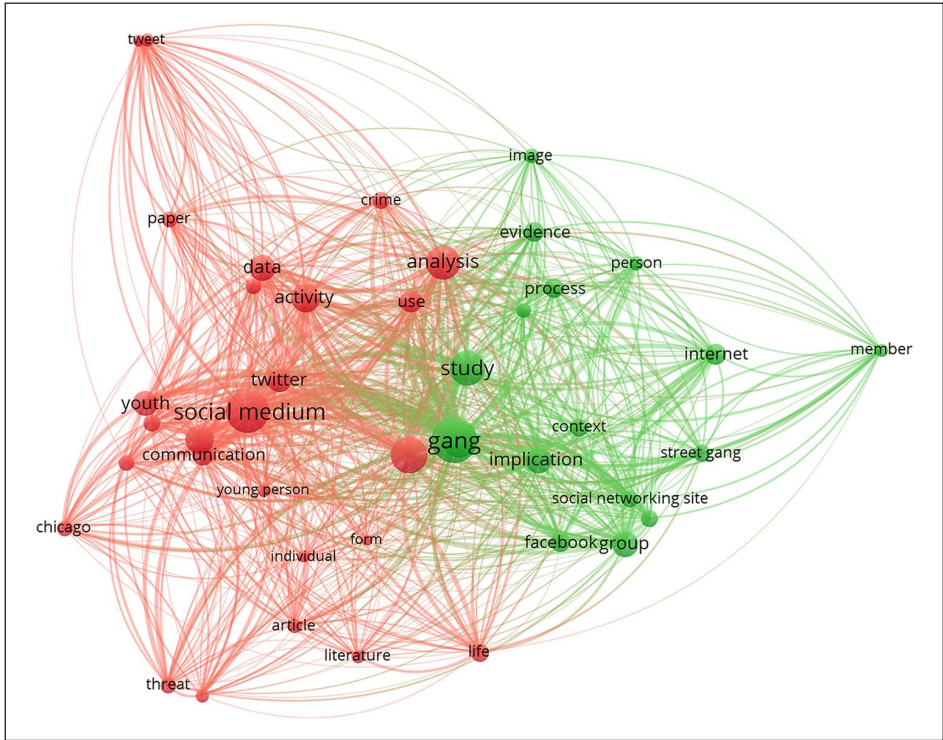 tweet
image
crime
paper
evidence
analysis
person
data
process
activity
use
member
internet
study
twitter
youth
social medium
context
gang
communication
street gang
implication
young person
social networking site
chicago
form
facebook
group
individual
article
life
literature
threat